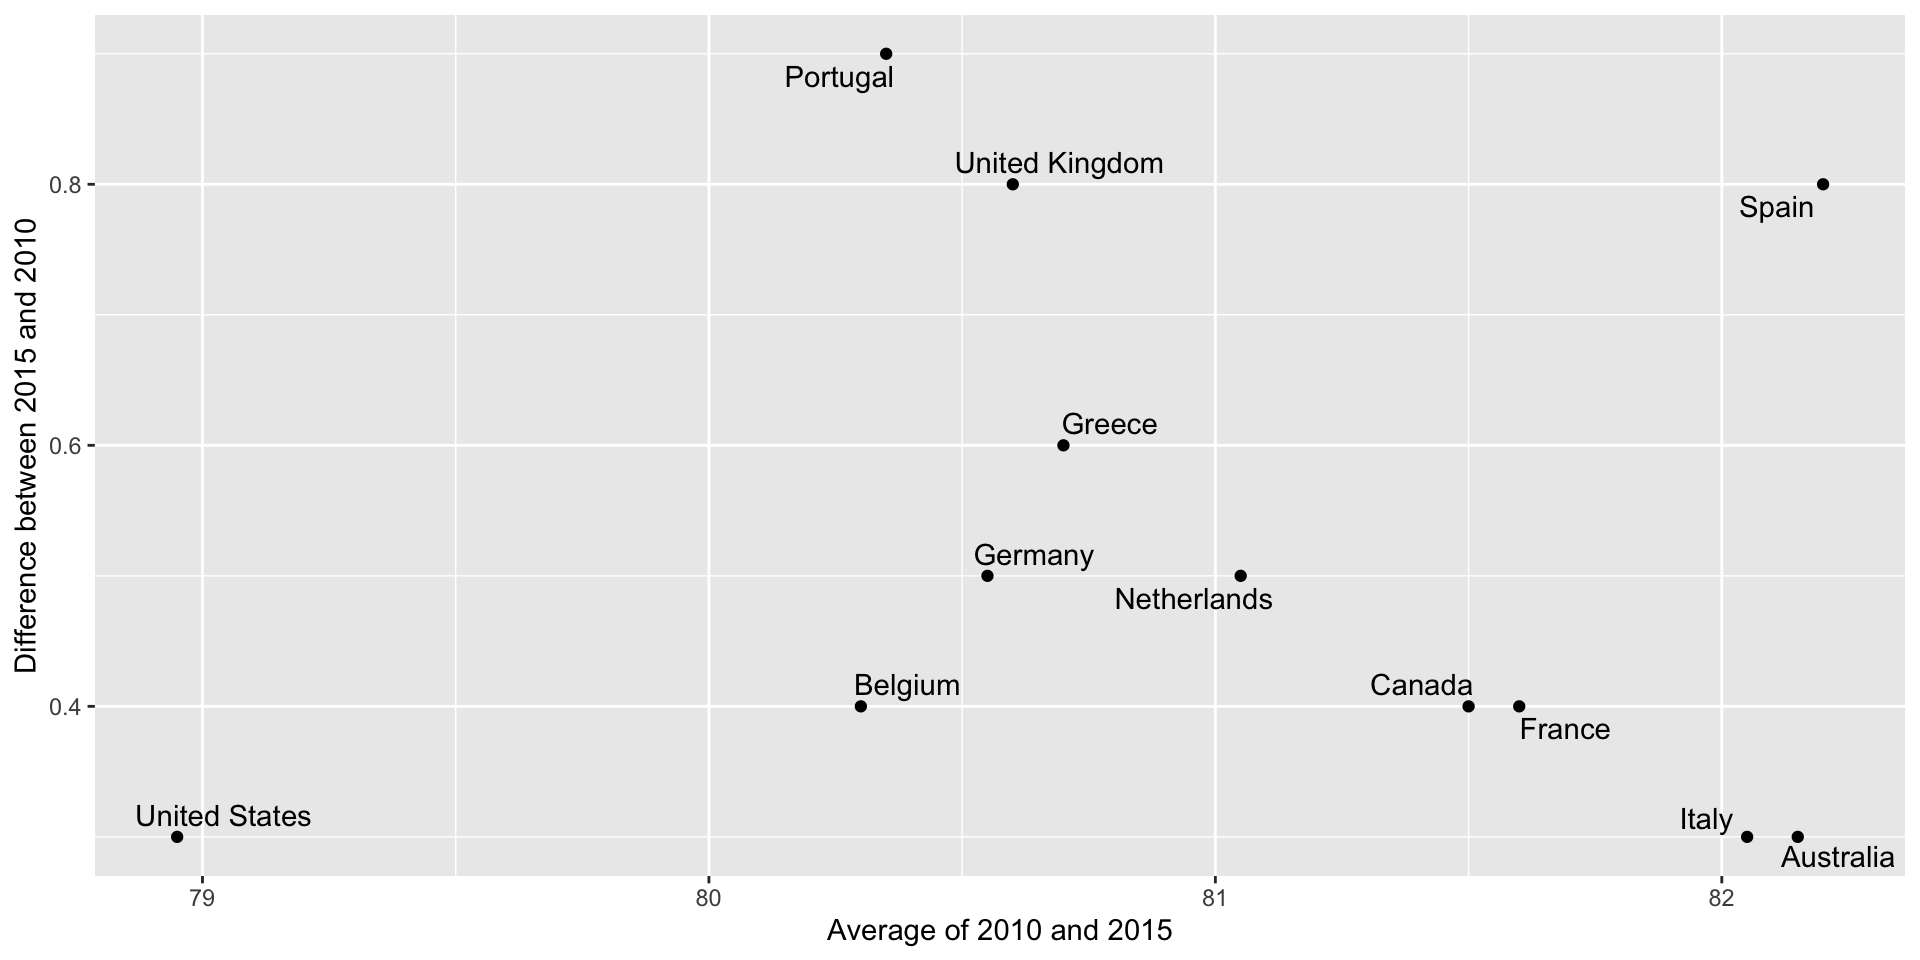 Portugal
United Kingdom
0.8
Spain
Difference between 2015 and 2010
Greece
0.6
Germany
Netherlands
Belgium
Canada
0.4
France
United States
Italy
Australia
79
80
81
82
Average of 2010 and 2015